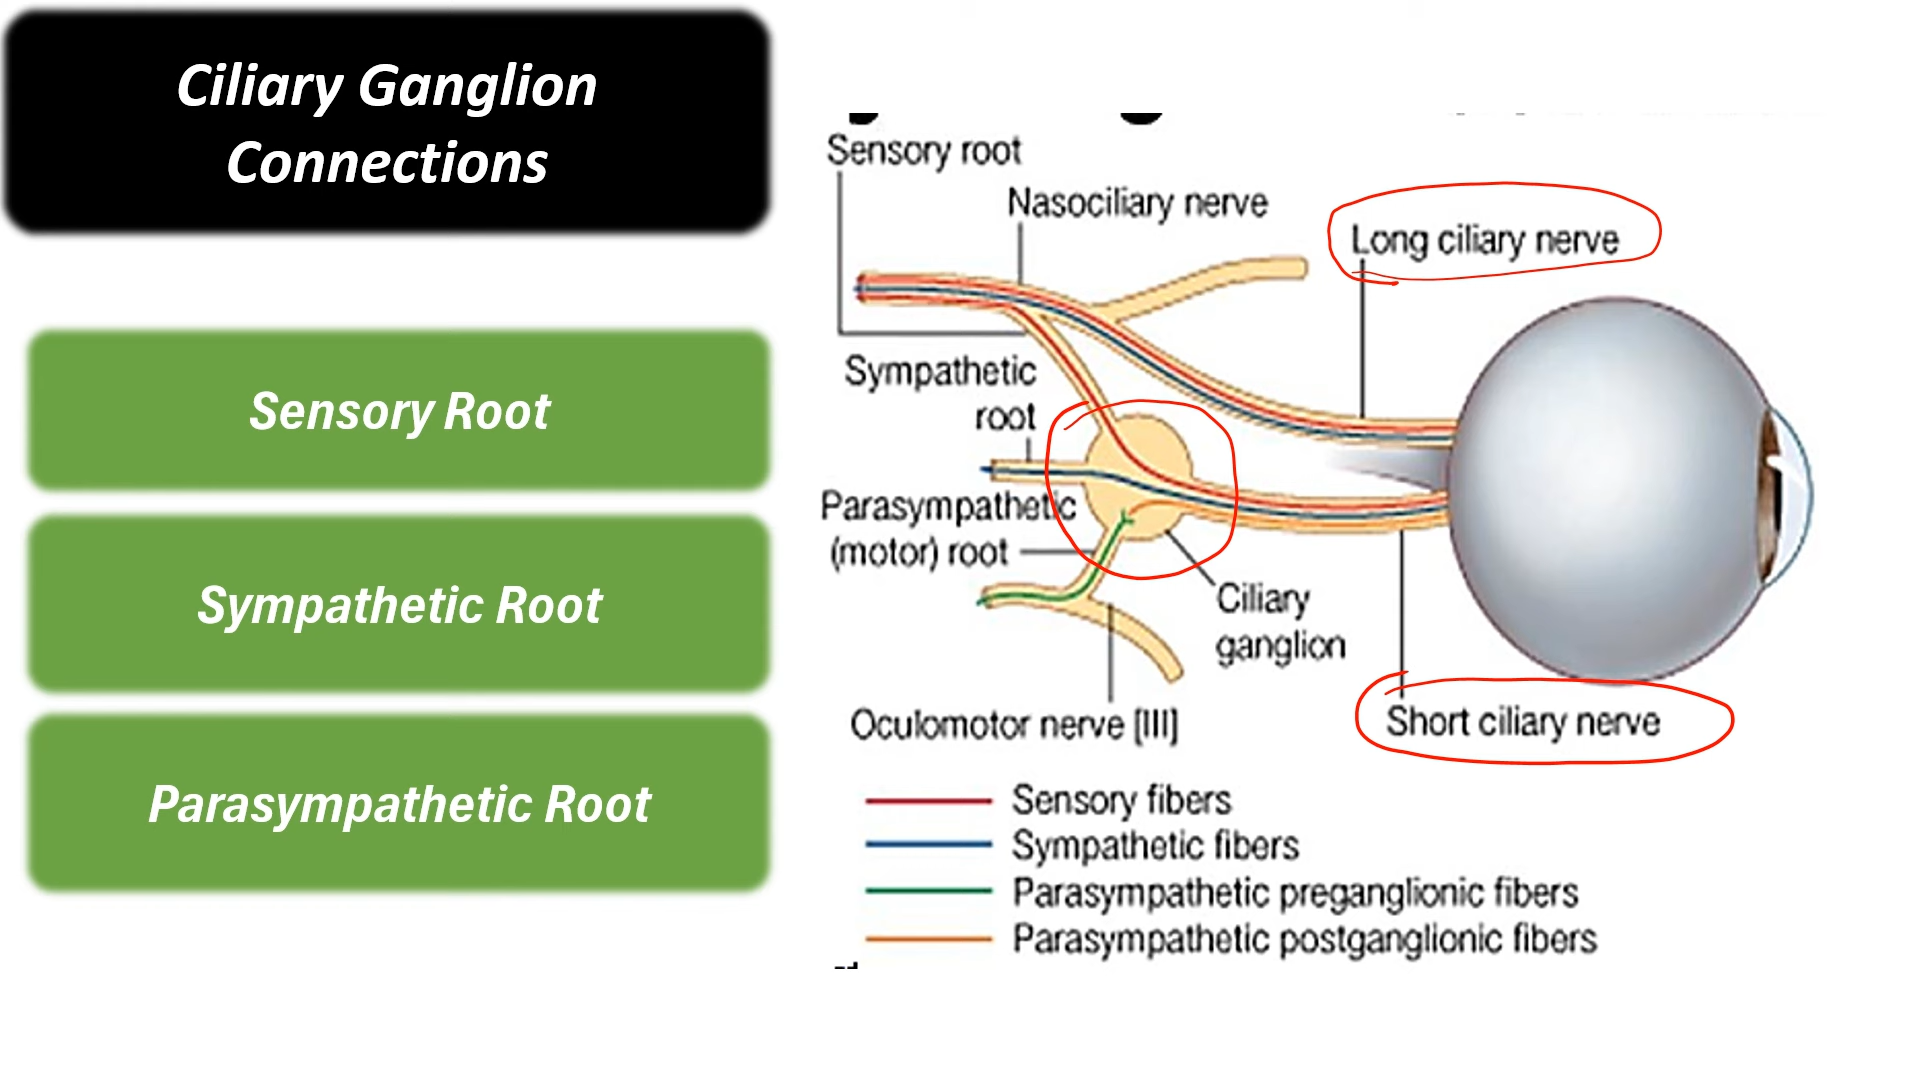 Ciliary Ganglion
Connections
Sensory Root
Sympathetic Root
Parasympathetic Root
Sensory root
Nasociliary nerve
Long ciliary nerve
Sympathetic
root
Parasympathetic
(motor) root
Ciliary
ganglion
Oculomotor nerve [III]
Short ciliary nerve
Sensory fibers
Sympathetic fibers
Parasympathetic preganglionic fibers
Parasympathetic postganglionic fibers